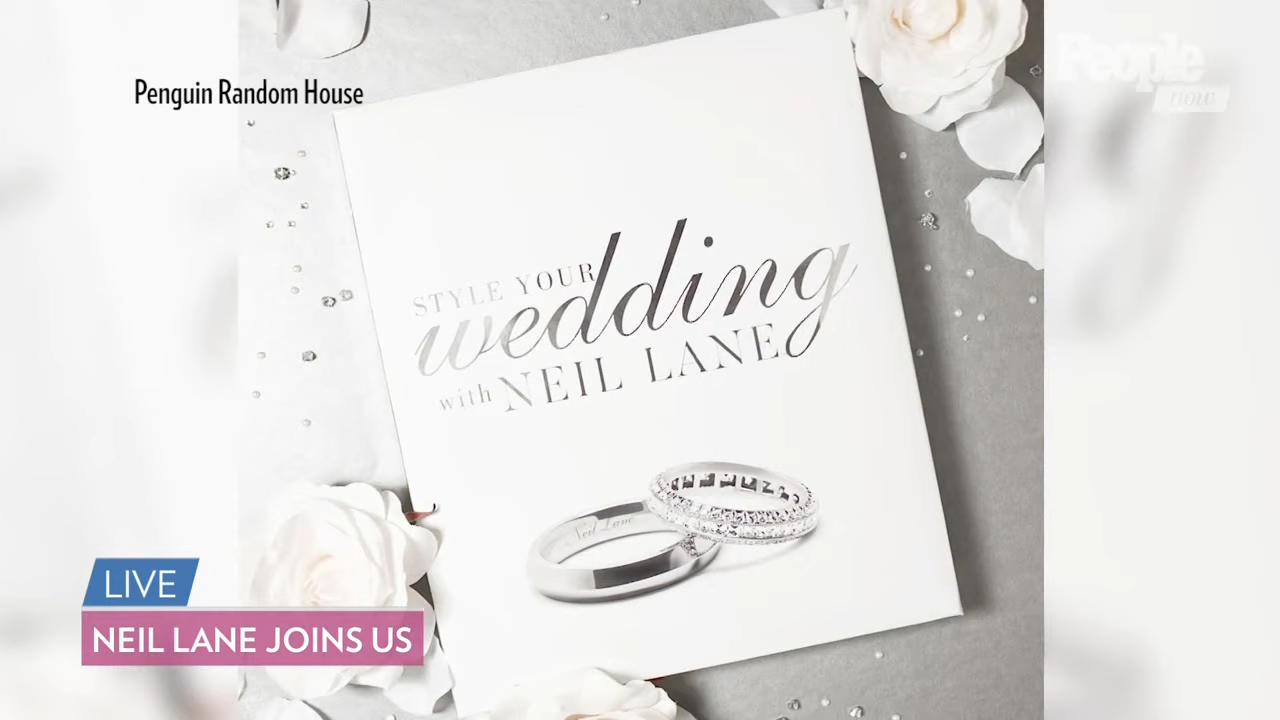 Penguin Random House
People
now
STYLE YOUR
wedding
with NEIL LANE
Neil Lane
LIVE
NEIL LANE JOINS US